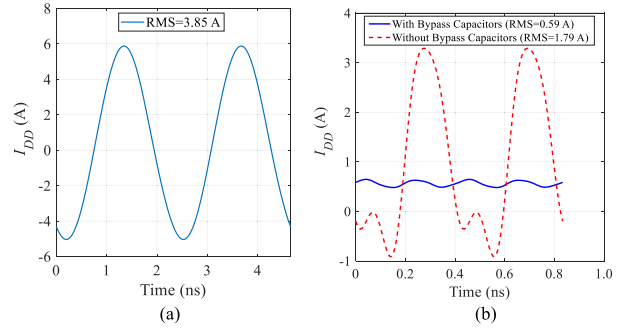 (a)
RMS=3.85 A
8
6
4
2
0
-2
-4
-6
I_DD (A)
0
1
2
3
4
Time (ns)
(a)
(b)
With Bypass Capacitors (RMS=0.59 A)
Without Bypass Capacitors (RMS=1.79 A)
4
3
2
1
0
-1
I_DD (A)
0
0.2
0.4
0.6
0.8
1.0
Time (ns)
(b)